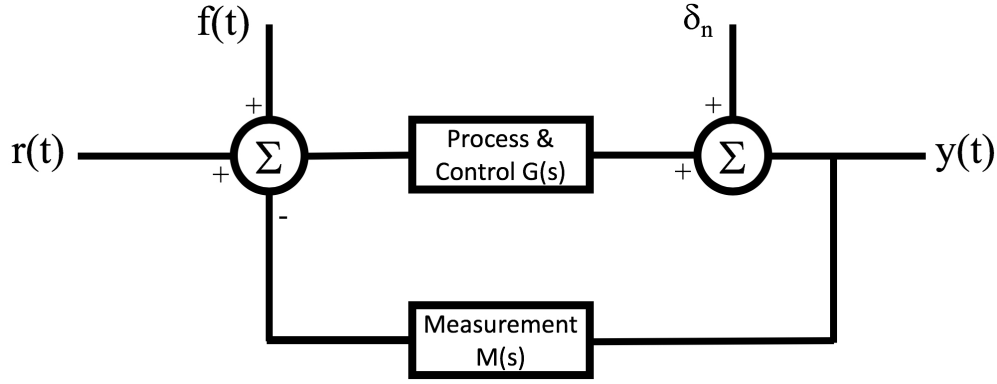 f(t)
δn
+
+
r(t)
Σ
Process &
Control G(s)
Σ
y(t)
+
+
-
Measurement
M(s)